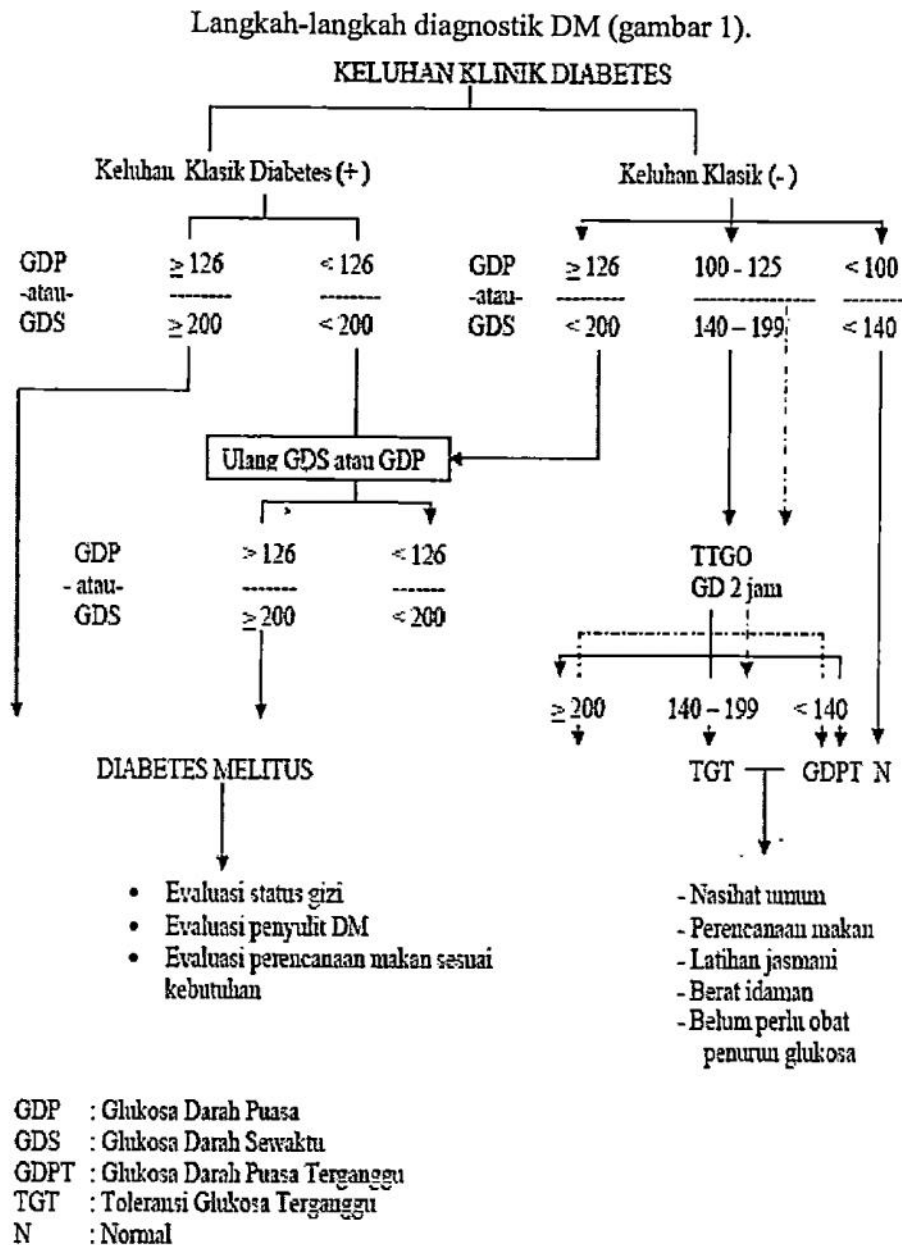 Langkah-langkah diagnostik DM (gambar 1).
KELUHAN KLINIK DIABETES
Keluhan Klasik Diabetes (+)
Keluhan Klasik (-)
GDP ≥ 126 < 126 GDP ≥ 126 100 - 125 < 100
-atau- -atau-
GDS ≥ 200 < 200 GDS < 200 140 – 199 < 140
Ulang GDS atau GDP
GDP > 126 < 126
- atau-
GDS ≥ 200 < 200
TTGO
GD 2 jam
≥ 200 140 – 199 < 140
DIABETES MELITUS
TGT GDPT N
• Evaluasi status gizi
• Evaluasi penyulit DM
• Evaluasi perencanaan makan sesuai
kebutuhan
- Nasihat umum
- Perencanaan makan
- Latihan jasmani
- Berat idaman
- Belum perlu obat
penurun glukosa
GDP : Glukosa Darah Puasa
GDS : Glukosa Darah Sewaktu
GDPT : Glukosa Darah Puasa Terganggu
TGT : Toleransi Glukosa Terganggu
N : Normal